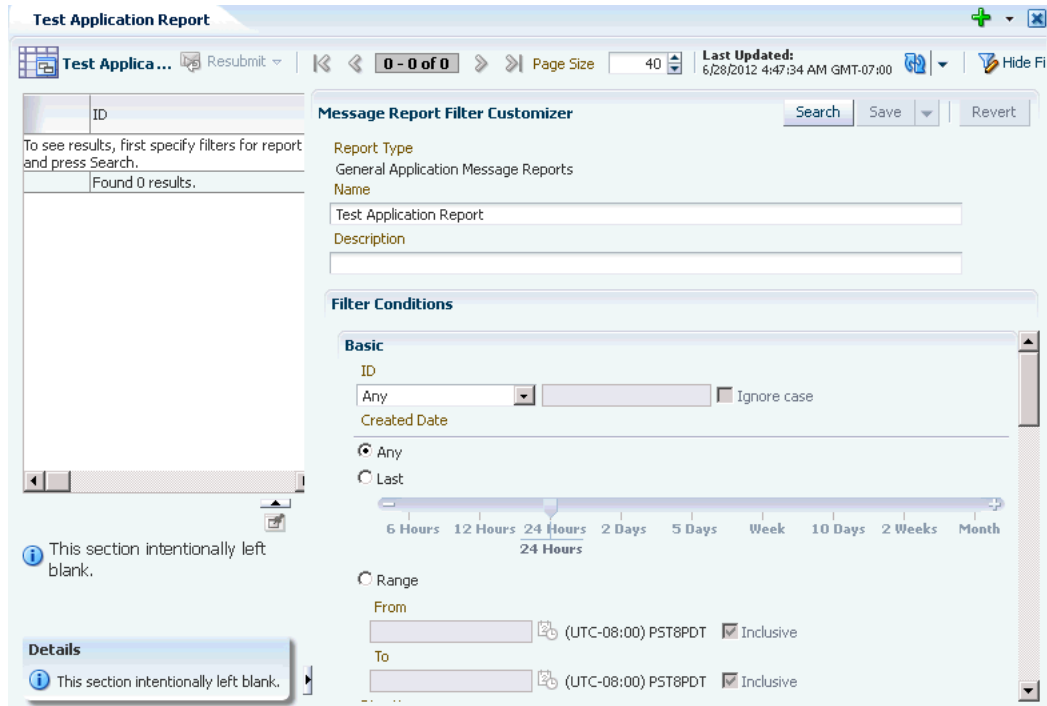 Test Application Report
Test Applica ... Resubmit 0 - 0 of 0 Page Size 40 Last Updated: 6/28/2012 4:47:34 AM GMT-07:00 Hide Fi
ID
To see results, first specify filters for report
and press Search.
Found 0 results.
This section intentionally left
blank.
Details
This section intentionally left blank.
Message Report Filter Customizer Search Save Revert
Report Type
General Application Message Reports
Name
Test Application Report
Description
Filter Conditions
Basic
ID
Any Ignore case
Created Date
Any
Last
6 Hours 12 Hours 24 Hours 2 Days 5 Days Week 10 Days 2 Weeks Month
24 Hours
Range
From
(UTC-08:00) PST8PDT Inclusive
To
(UTC-08:00) PST8PDT Inclusive